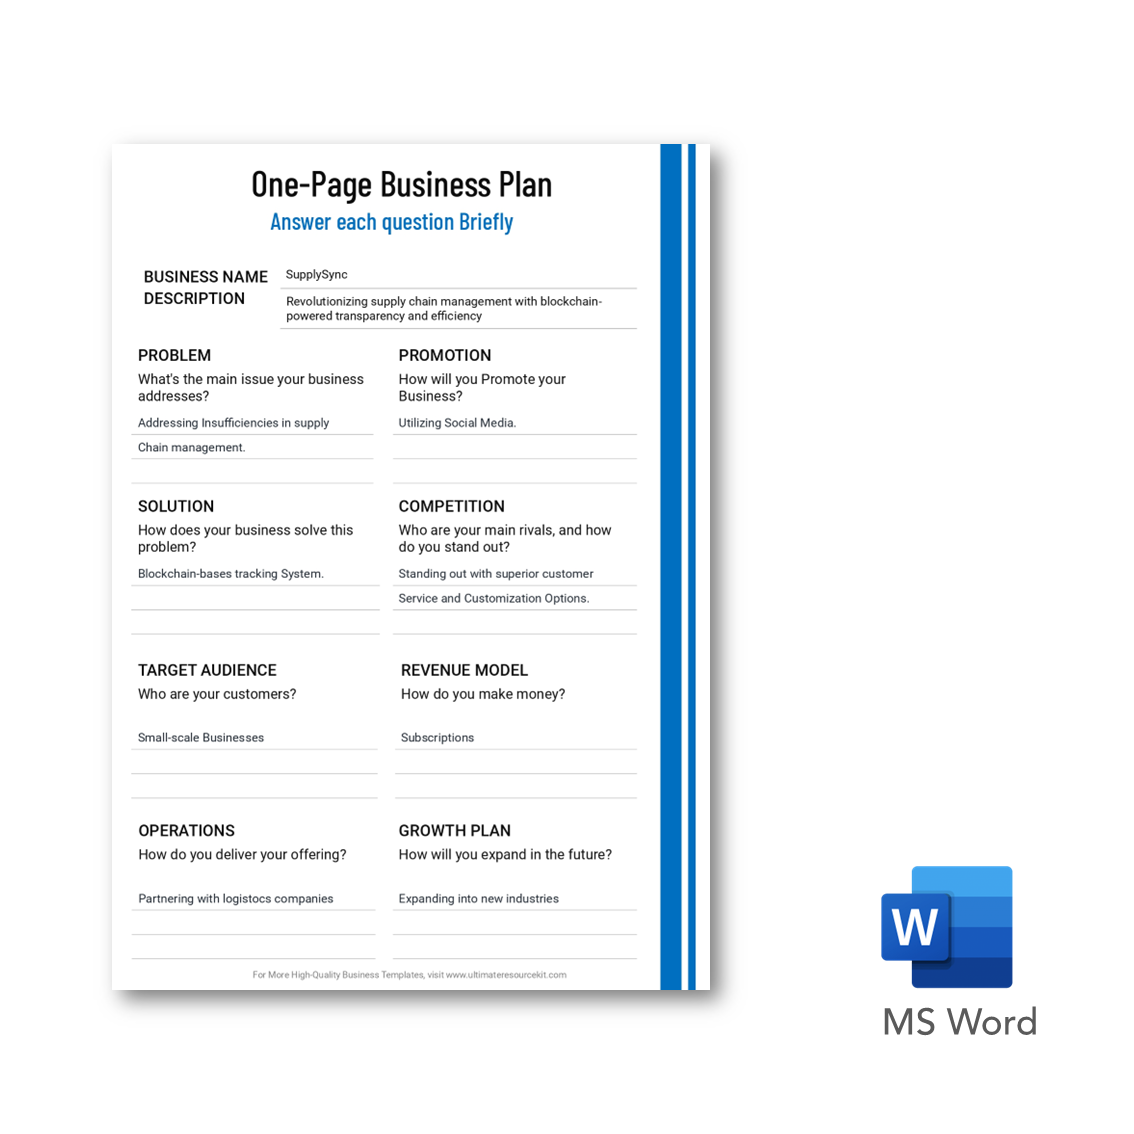 One-Page Business Plan
Answer each question Briefly
BUSINESS NAME
SupplySync
DESCRIPTION
Revolutionizing supply chain management with blockchain-
powered transparency and efficiency
PROBLEM
What's the main issue your business
addresses?
Addressing Insufficiencies in supply
Chain management.
PROMOTION
How will you Promote your
Business?
Utilizing Social Media.
SOLUTION
How does your business solve this
problem?
Blockchain-bases tracking System.
COMPETITION
Who are your main rivals, and how
do you stand out?
Standing out with superior customer
Service and Customization Options.
TARGET AUDIENCE
Who are your customers?
Small-scale Businesses
REVENUE MODEL
How do you make money?
Subscriptions
OPERATIONS
How do you deliver your offering?
Partnering with logistocs companies
GROWTH PLAN
How will you expand in the future?
Expanding into new industries
For More High-Quality Business Templates, visit www.ultimateresourcekit.com
W
MS Word